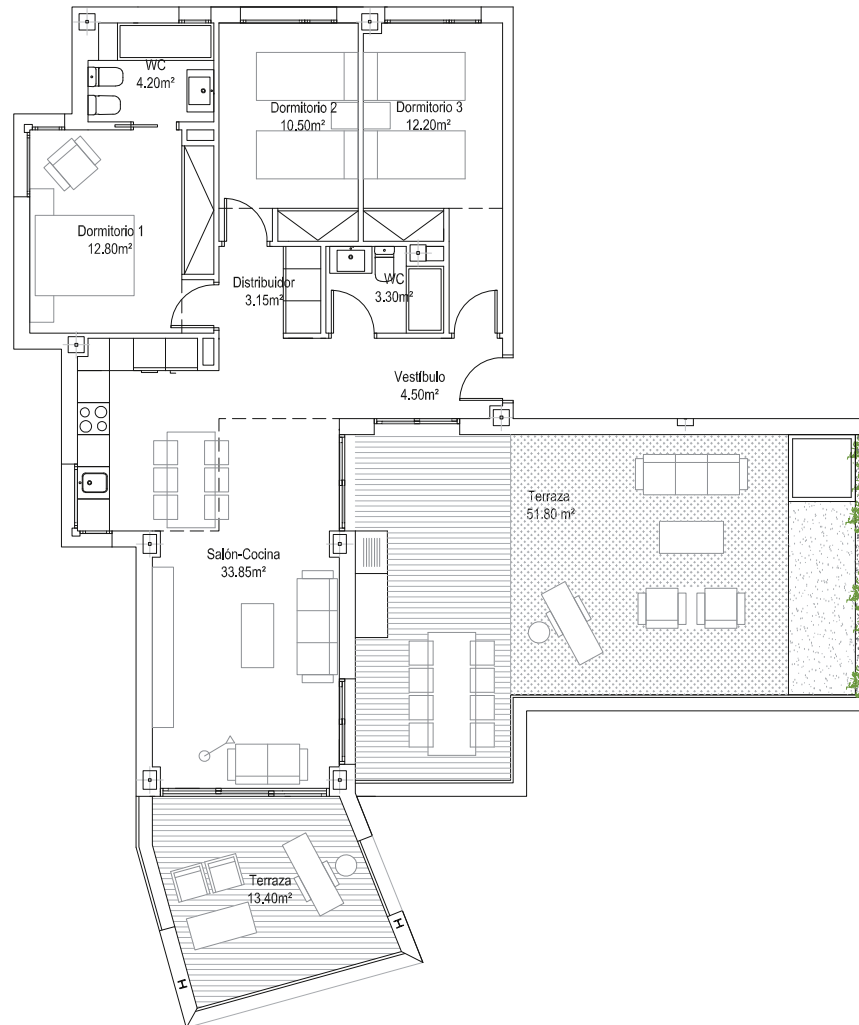 WC
4.20m²
Dormitorio 2
10.50m²
Dormitorio 3
12.20m²
Dormitorio 1
12.80m²
Distribuidor
3.15m²
WC
3.30m²
Vestíbulo
4.50m²
Terraza
51.80 m²
Salón-Cocina
33.85m²
Terraza
13.40m²
H
H